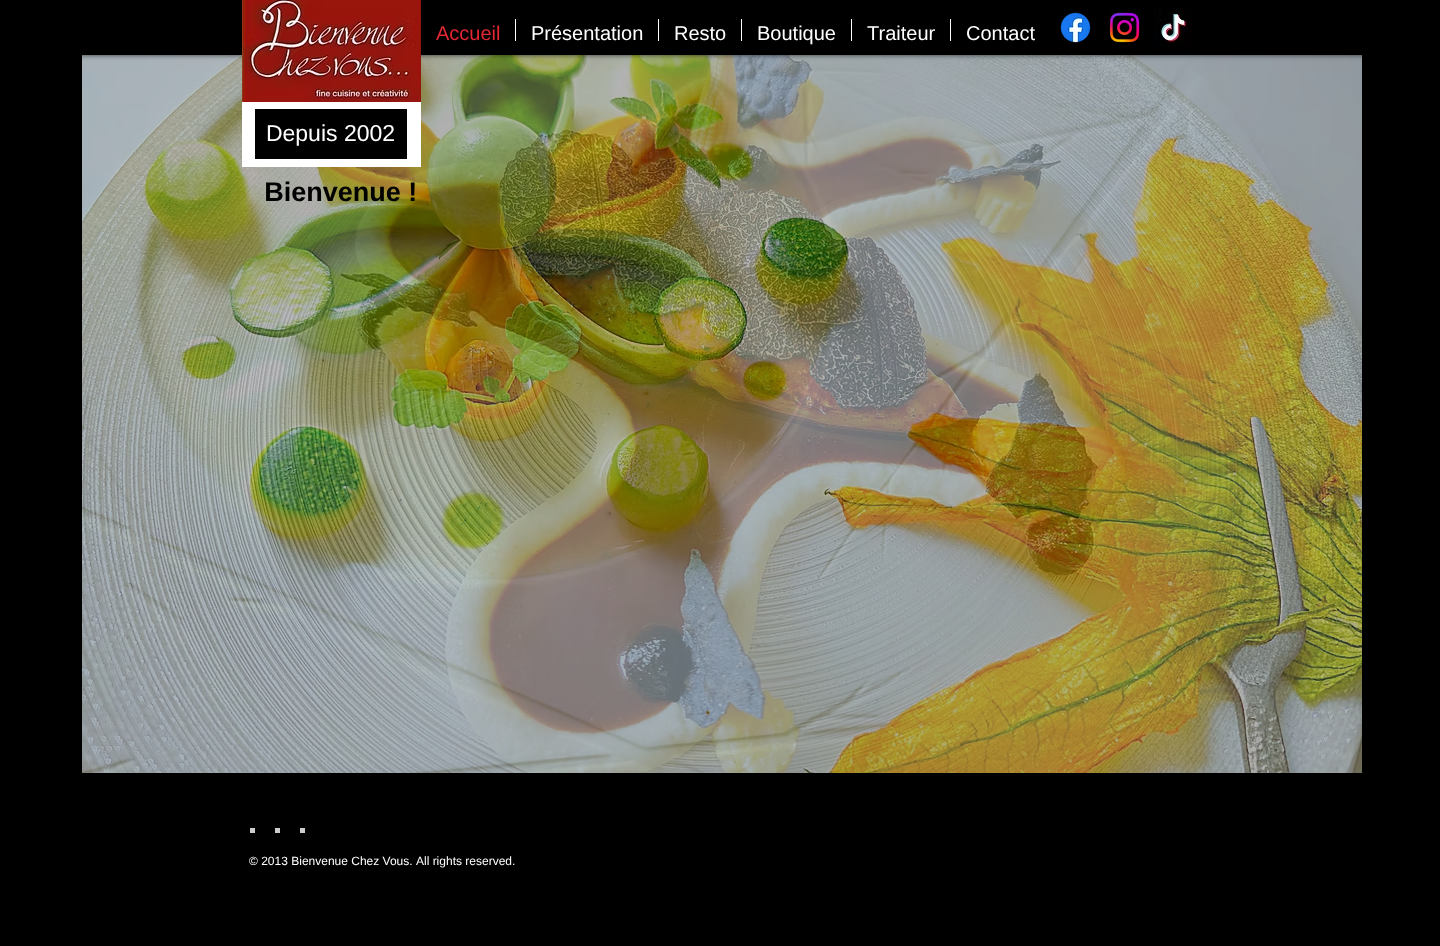 Bienvenue
Chez vous...
fine cuisine et créativité
Accueil
Présentation
Resto
Boutique
Traiteur
Contact
Depuis 2002
Bienvenue !
© 2013 Bienvenue Chez Vous. All rights reserved.